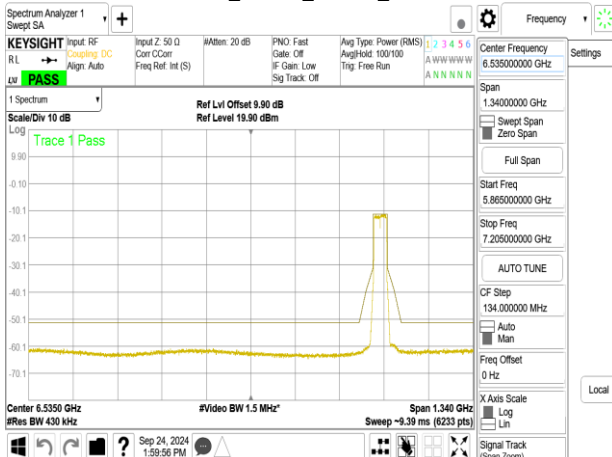 Spectrum Analyzer 1
Swept SA
Frequency
KEYSIGHT
Input: RF
Coupling: DC
Align: Auto
Input Z: 50 Ω
Corr CCorr
Freq Ref: Int (S)
#Atten: 20 dB
PNO: Fast
Gate: Off
IF Gain: Low
Sig Track: Off
Avg Type: Power (RMS)
Avg|Hold: 100/100
Trig: Free Run
1 2 3 4 5 6
A W W W W W
A N N N N N
RL
LXI
PASS
Center Frequency
6.535000000 GHz
Settings
Span
1.34000000 GHz
Swept Span
Zero Span
Full Span
Start Freq
5.865000000 GHz
Stop Freq
7.205000000 GHz
AUTO TUNE
CF Step
134.000000 MHz
Auto
Man
Freq Offset
0 Hz
X Axis Scale
Log
Lin
Signal Track
(Span Zoom)
Local
1 Spectrum
Scale/Div 10 dB
Ref Lvl Offset 9.90 dB
Ref Level 19.90 dBm
Log
Trace 1 Pass
9.90
-0.10
-10.1
-20.1
-30.1
-40.1
-50.1
-60.1
-70.1
Center 6.5350 GHz
#Video BW 1.5 MHz*
Span 1.340 GHz
#Res BW 430 kHz
Sweep ~9.39 ms (6233 pts)
Sep 24, 2024
1:59:56 PM